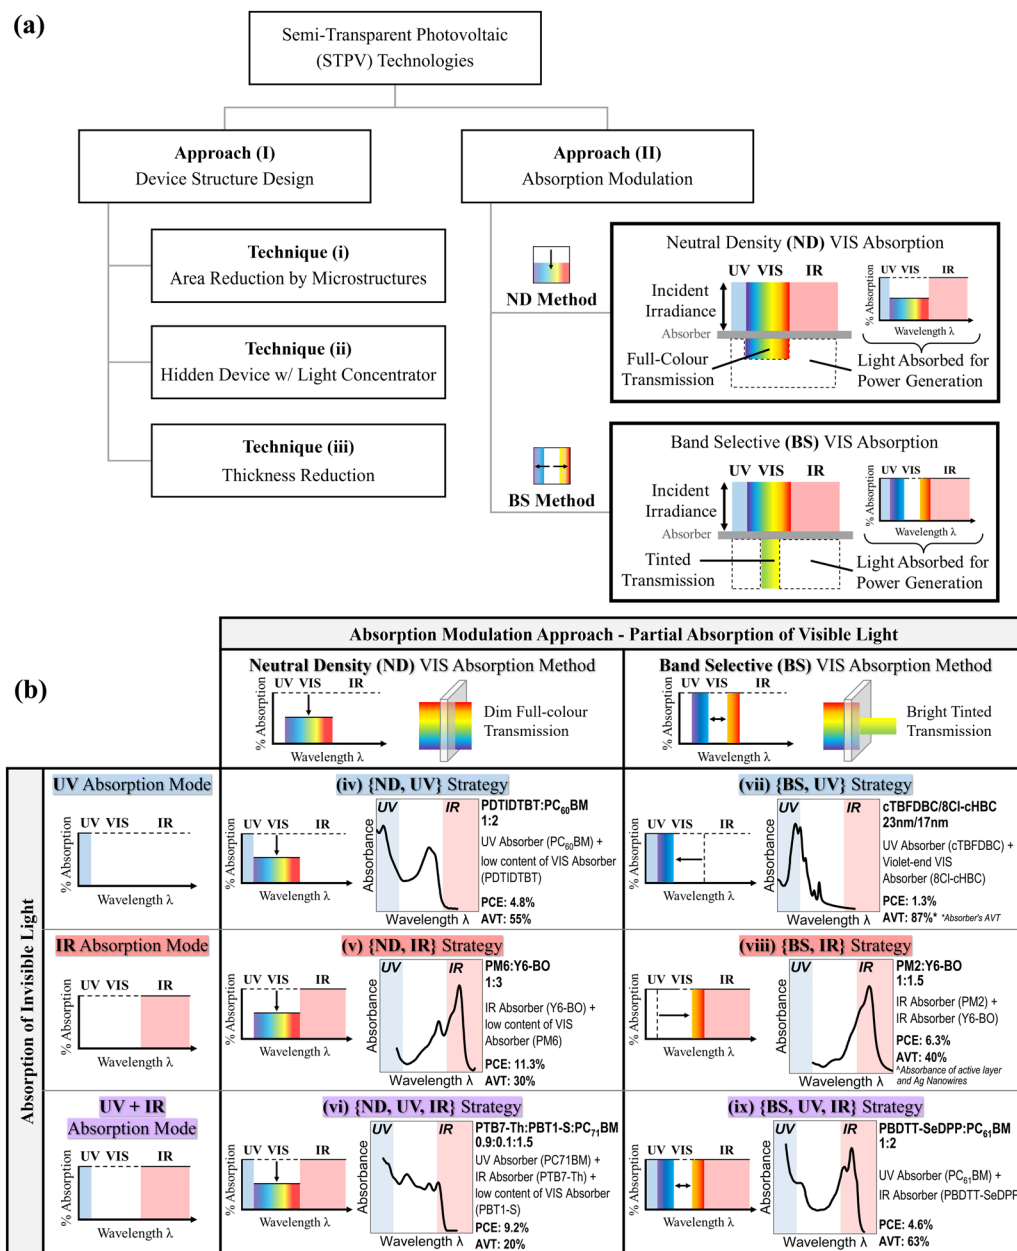 (a)
Semi-Transparent Photovoltaic
(STPV) Technologies
Approach (I)
Device Structure Design
Approach (II)
Absorption Modulation
Technique (i)
Area Reduction by Microstructures
Technique (ii)
Hidden Device w/ Light Concentrator
Technique (iii)
Thickness Reduction
ND Method
BS Method
Neutral Density (ND) VIS Absorption
UV VIS IR
Incident
Irradiance
Absorber
Full-Colour
Transmission
% Absorption
UV VIS IR
Wavelength λ
Light Absorbed for
Power Generation
Band Selective (BS) VIS Absorption
UV VIS IR
Incident
Irradiance
Absorber
Tinted
Transmission
% Absorption
UV VIS IR
Wavelength λ
Light Absorbed for
Power Generation
(b)
Absorption Modulation Approach - Partial Absorption of Visible Light
Neutral Density (ND) VIS Absorption Method
% Absorption
UV VIS IR
Wavelength λ
Dim Full-colour
Transmission
Band Selective (BS) VIS Absorption Method
% Absorption
UV VIS IR
Wavelength λ
Bright Tinted
Transmission
Absorption of Invisible Light
UV Absorption Mode
% Absorption
UV VIS IR
Wavelength λ
(iv) {ND, UV} Strategy
% Absorption
UV VIS IR
Wavelength λ
Absorbance
UV IR
Wavelength λ
PDTIDTBT:PC60BM
1:2
UV Absorber (PC60BM) +
low content of VIS Absorber
(PDTIDTBT)
PCE: 4.8%
AVT: 55%
(vii) {BS, UV} Strategy
% Absorption
UV VIS IR
Wavelength λ
Absorbance
UV IR
Wavelength λ
cTBFDBC/8Cl-cHBC
23nm/17nm
UV Absorber (cTBFDBC) +
Violet-end VIS
Absorber (8Cl-cHBC)
PCE: 1.3%
AVT: 87%* *Absorber's AVT
IR Absorption Mode
% Absorption
UV VIS IR
Wavelength λ
(v) {ND, IR} Strategy
% Absorption
UV VIS IR
Wavelength λ
Absorbance
UV IR
Wavelength λ
PM6:Y6-BO
1:3
IR Absorber (Y6-BO) +
low content of VIS
Absorber (PM6)
PCE: 11.3%
AVT: 30%
(viii) {BS, IR} Strategy
% Absorption
UV VIS IR
Wavelength λ
Absorbance
UV IR
Wavelength λ
PM2:Y6-BO
1:1.5
IR Absorber (PM2) +
IR Absorber (Y6-BO)
PCE: 6.3%
AVT: 40%
^Absorbance of active layer
and Ag Nanowires
UV + IR
Absorption Mode
% Absorption
UV VIS IR
Wavelength λ
(vi) {ND, UV, IR} Strategy
% Absorption
UV VIS IR
Wavelength λ
Absorbance
UV IR
Wavelength λ
PTB7-Th:PBT1-S:PC71BM
0.9:0.1:1.5
UV Absorber (PC71BM) +
IR Absorber (PTB7-Th) +
low content of VIS Absorber
(PBT1-S)
PCE: 9.2%
AVT: 20%
(ix) {BS, UV, IR} Strategy
% Absorption
UV VIS IR
Wavelength λ
Absorbance
UV IR
Wavelength λ
PBDTT-SeDPP:PC61BM
1:2
UV Absorber (PC61BM) +
IR Absorber (PBDTT-SeDPP)
PCE: 4.6%
AVT: 63%